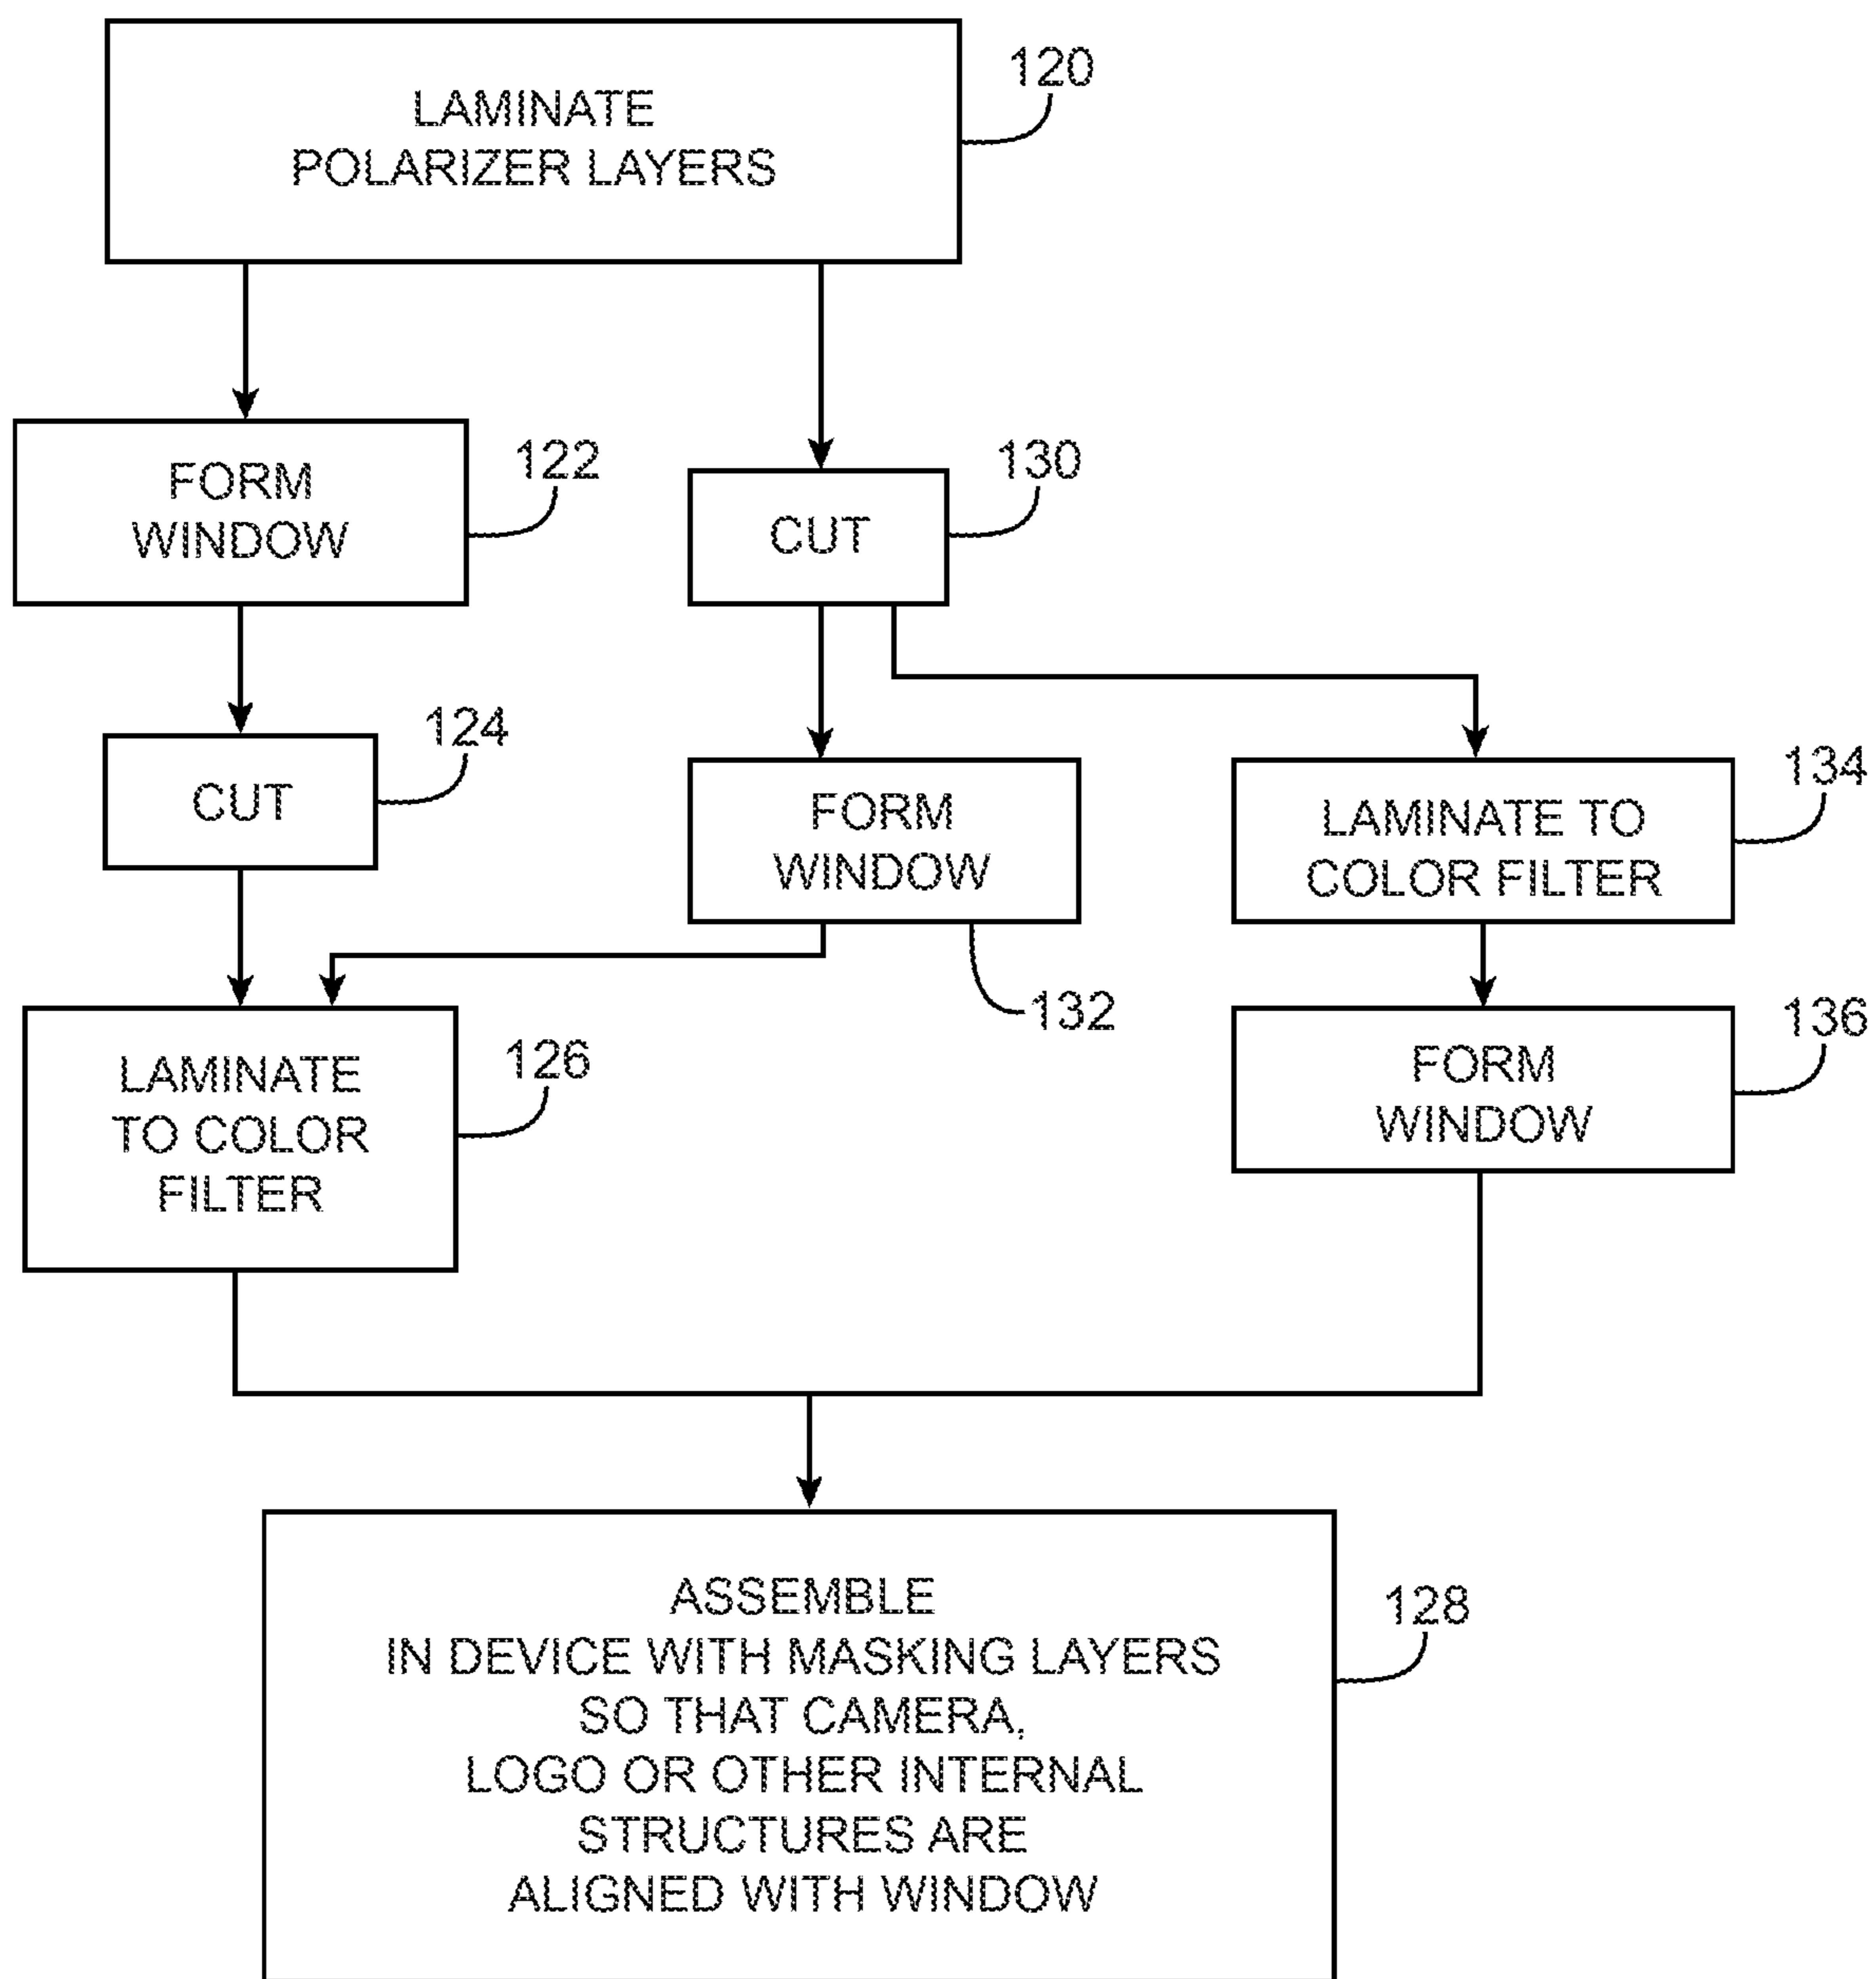 LAMINATE
POLARIZER LAYERS
120
FORM
WINDOW
122
CUT
130
CUT
124
FORM
WINDOW
132
LAMINATE TO
COLOR FILTER
134
LAMINATE
TO COLOR
FILTER
126
FORM
WINDOW
136
ASSEMBLE
IN DEVICE WITH MASKING LAYERS
SO THAT CAMERA,
LOGO OR OTHER INTERNAL
STRUCTURES ARE
ALIGNED WITH WINDOW
128